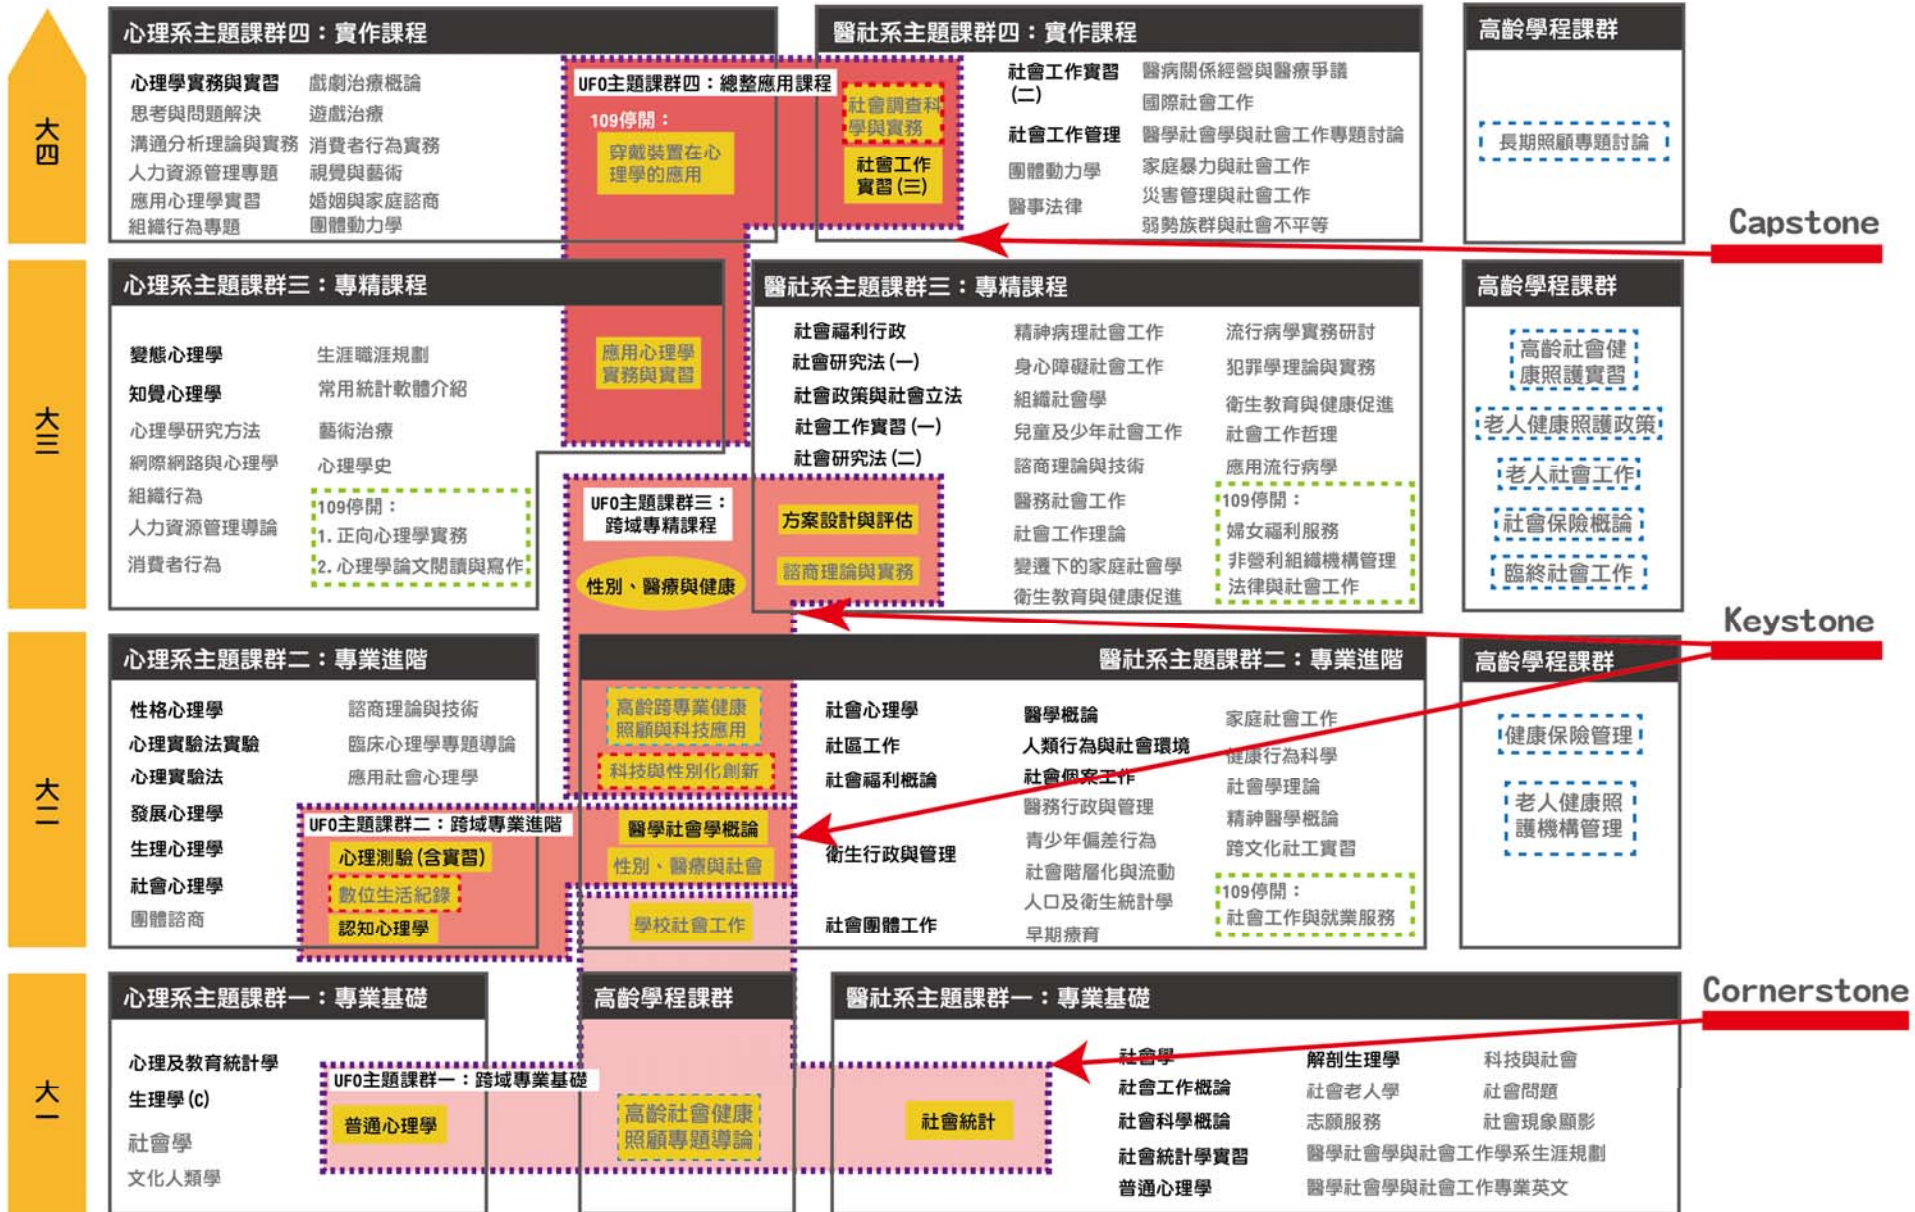 大四
心理系主題課群四：實作課程
心理學實務與實習
思考與問題解決
溝通分析理論與實務
人力資源管理專題
應用心理學實習
組織行為專題
戲劇治療概論
遊戲治療
消費者行為實務
視覺與藝術
婚姻與家庭諮商
團體動力學
UFO主題課群四：總整應用課程
109停開：
穿戴裝置在心
理學的應用
醫社系主題課群四：實作課程
社會調查科
學與實務
社會工作
實習(三)
社會工作實習
(二)
社會工作管理
團體動力學
醫事法律
醫病關係經營與醫療爭議
國際社會工作
醫學社會學與社會工作專題討論
家庭暴力與社會工作
災害管理與社會工作
弱勢族群與社會不平等
高齡學程課群
長期照顧專題討論
Capstone
大三
心理系主題課群三：專精課程
變態心理學
知覺心理學
心理學研究方法
網際網路與心理學
組織行為
人力資源管理導論
消費者行為
生涯職涯規劃
常用統計軟體介紹
藝術治療
心理學史
109停開：
1.正向心理學實務
2.心理學論文閱讀與寫作
應用心理學
實務與實習
UFO主題課群三：
跨域專精課程
性別、醫療與健康
醫社系主題課群三：專精課程
社會福利行政
社會研究法(一)
社會政策與社會立法
社會工作實習(一)
社會研究法(二)
方案設計與評估
諮商理論與實務
精神病理社會工作
身心障礙社會工作
組織社會學
兒童及少年社會工作
諮商理論與技術
醫務社會工作
社會工作理論
變遷下的家庭社會學
衛生教育與健康促進
流行病學實務研討
犯罪學理論與實務
衛生教育與健康促進
社會工作哲理
應用流行病學
109停開：
婦女福利服務
非營利組織機構管理
法律與社會工作
高齡學程課群
高齡社會健
康照護實習
老人健康照護政策
老人社會工作
社會保險概論
臨終社會工作
Keystone
大二
心理系主題課群二：專業進階
性格心理學
心理實驗法實驗
心理實驗法
發展心理學
生理心理學
社會心理學
團體諮商
諮商理論與技術
臨床心理學專題導論
應用社會心理學
UFO主題課群二：跨域專業進階
心理測驗(含實習)
數位生活紀錄
認知心理學
醫社系主題課群二：專業進階
高齡跨專業健康
照顧與科技應用
科技與性別化創新
醫學社會學概論
性別、醫療與社會
學校社會工作
社會心理學
社區工作
社會福利概論
衛生行政與管理
社會團體工作
醫學概論
人類行為與社會環境
社會個案工作
醫務行政與管理
青少年偏差行為
社會階層化與流動
人口及衛生統計學
早期療育
家庭社會工作
健康行為科學
社會學理論
精神醫學概論
跨文化社工實習
109停開：
社會工作與就業服務
高齡學程課群
健康保險管理
老人健康照
護機構管理
Cornerstone
大一
心理系主題課群一：專業基礎
心理及教育統計學
生理學(C)
社會學
文化人類學
UFO主題課群一：跨域專業基礎
普通心理學
高齡學程課群
高齡社會健康
照顧專題導論
醫社系主題課群一：專業基礎
社會統計
社會學
社會工作概論
社會科學概論
社會統計學實習
普通心理學
解剖生理學
社會老人學
志願服務
醫學社會學與社會工作學系生涯規劃
醫學社會學與社會工作專業英文
科技與社會
社會問題
社會現象顯影